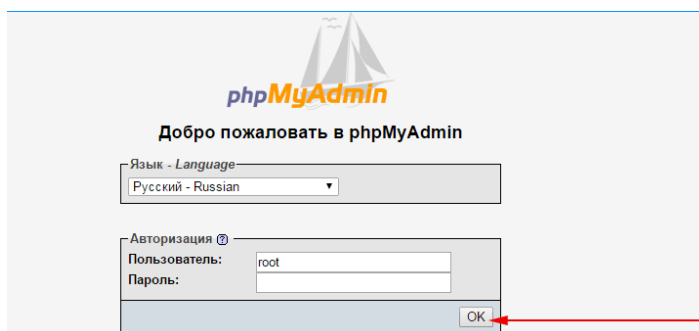 phpMyAdmin
Добро пожаловать в phpMyAdmin
Язык - Language
Русский - Russian
Авторизация
Пользователь: root
Пароль:
OK